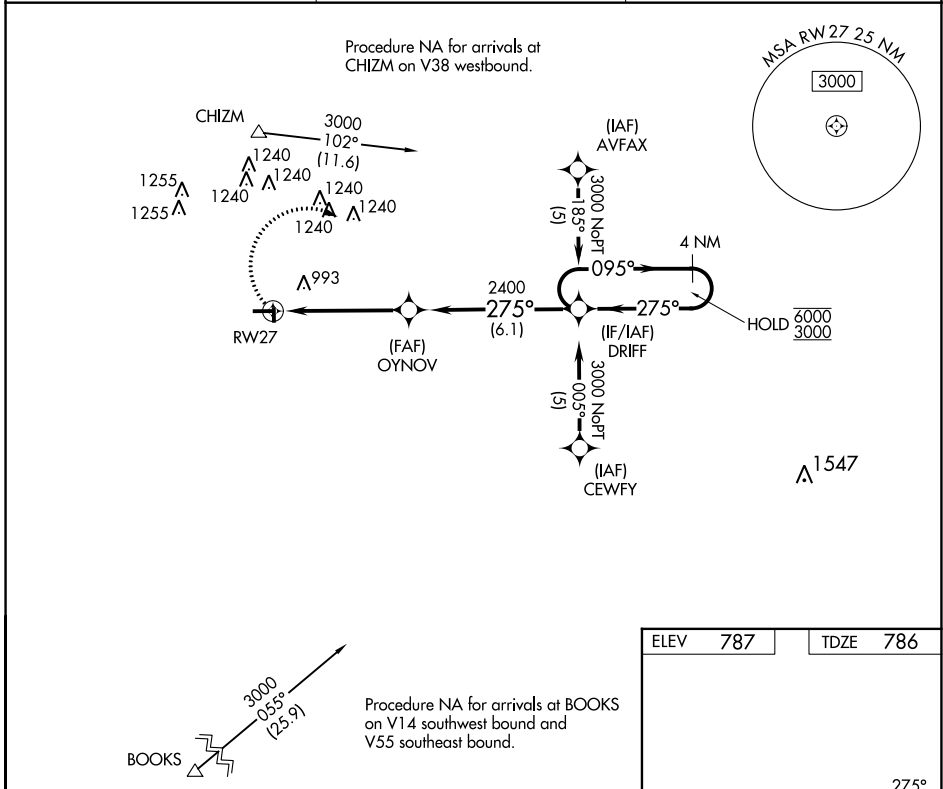 Procedure NA for arrivals at
CHIZM on V38 westbound.
MSA RW27 25 NM
3000
CHIZM
3000
102°
(11.6)
(IAF)
AVFAX
1240
1255
1240
1240
1240
1255
1240
1240
3000 NoPT
185°
(5)
4 NM
095°
993
2400
275°
(6.1)
275°
HOLD 6000
3000
RW27
(FAF)
OYNOV
(IF/IAF)
DRIFF
3000 NoPT
005°
(5)
(IAF)
CEWFY
1547
ELEV 787
TDZE 786
3000
055°
(25.9)
BOOKS
Procedure NA for arrivals at BOOKS
on V14 southwest bound and
V55 southeast bound.
275°